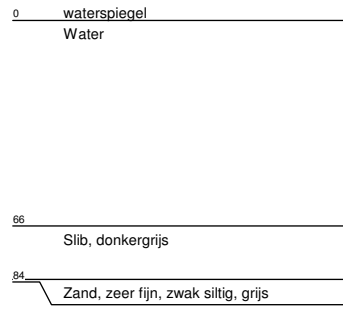 0 waterspiegel
Water
66
Slib, donkergrijs
84
Zand, zeer fijn, zwak siltig, grijs